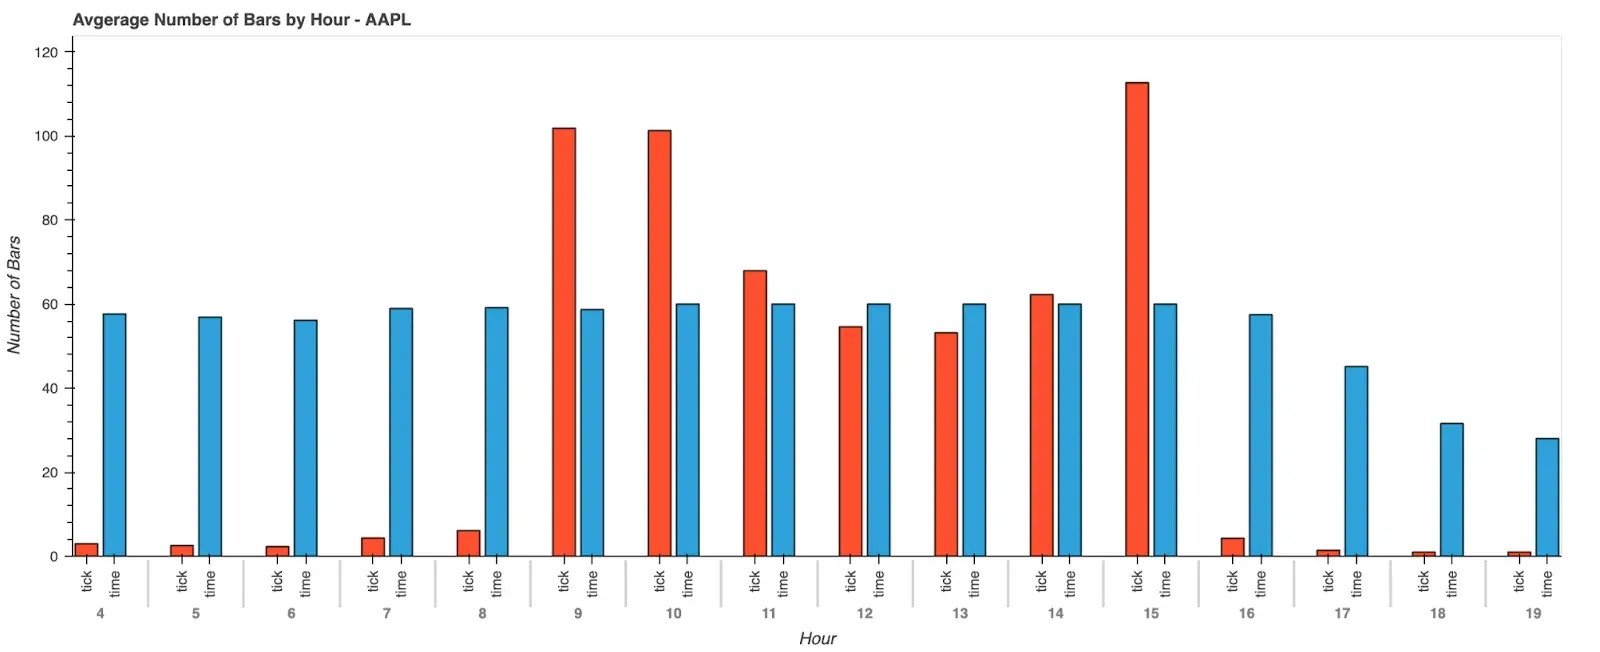 Avgerage Number of Bars by Hour - AAPL
120
100
80
60
40
20
0
Number of Bars
tick time tick time tick time tick time tick time tick time tick time tick time tick time tick time tick time tick time tick time tick time tick time tick time
4 5 6 7 8 9 10 11 12 13 14 15 16 17 18 19
Hour